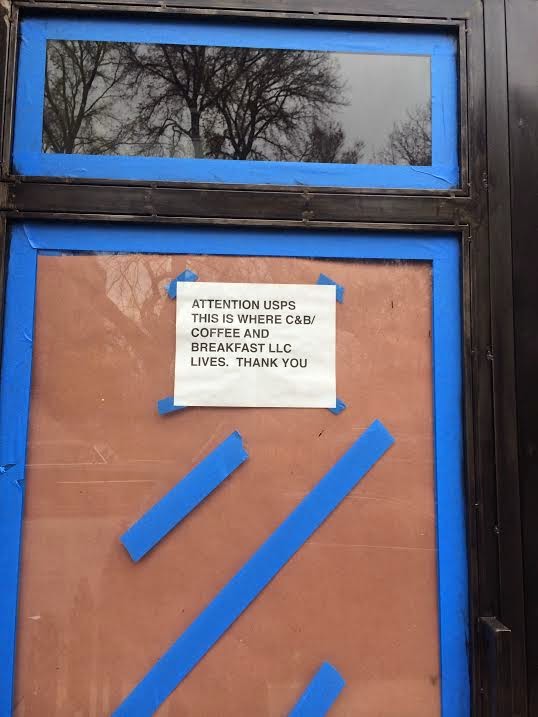 ATTENTION USPS
THIS IS WHERE C&B/
COFFEE AND
BREAKFAST LLC
LIVES. THANK YOU